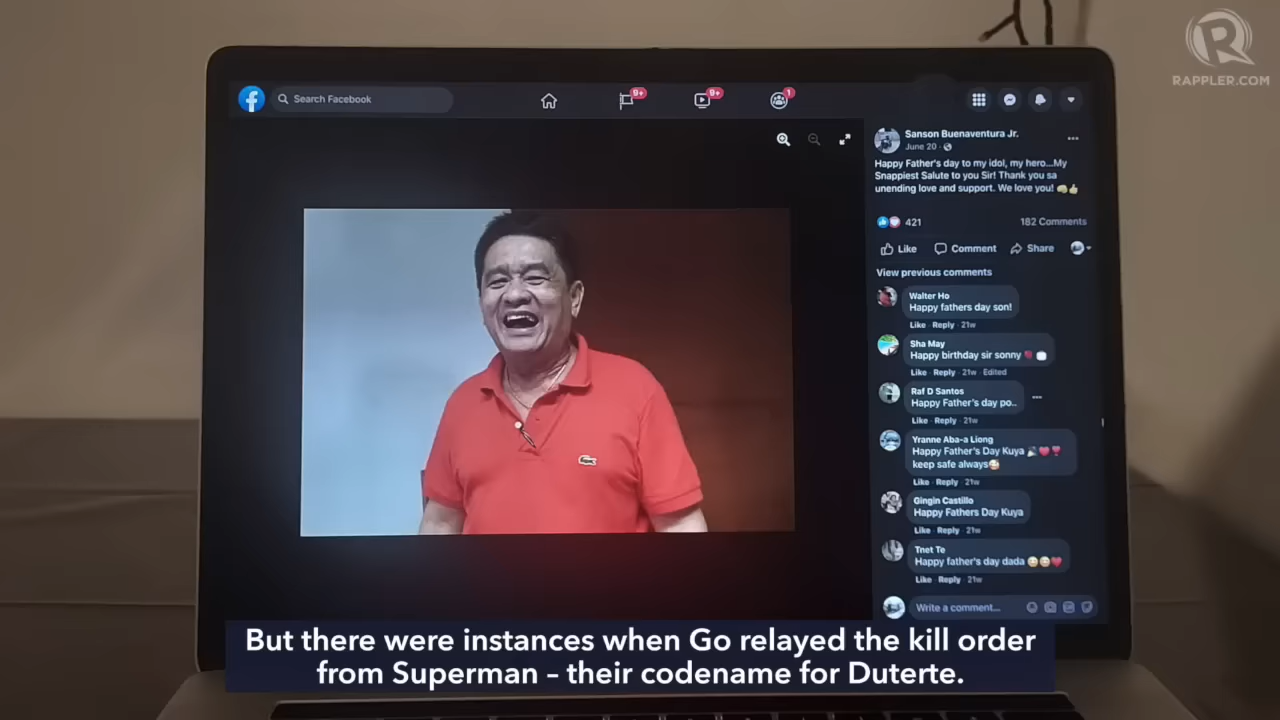 R
RAPPLER.COM
f
Search Facebook
9+
9+
1
Sanson Buenaventura Jr.
June 20
Happy Father's day to my idol, my hero...My
Snappiest Salute to you Sir! Thank you sa
unending love and support. We love you!
421
182 Comments
Like
Comment
Share
View previous comments
Walter Ho
Happy fathers day son!
Like · Reply · 21w
Sha May
Happy birthday sir sonny
Like · Reply · 21w · Edited
Raf D Santos
Happy Father's day po..
Like · Reply · 21w
Yranne Aba-a Liong
Happy Father's Day Kuya
keep safe always
Like · Reply · 21w
Gingin Castillo
Happy Fathers Day Kuya
Like · Reply · 21w
Tnet Te
Happy father's day dada
Like · Reply · 21w
Write a comment...
But there were instances when Go relayed the kill order
from Superman – their codename for Duterte.